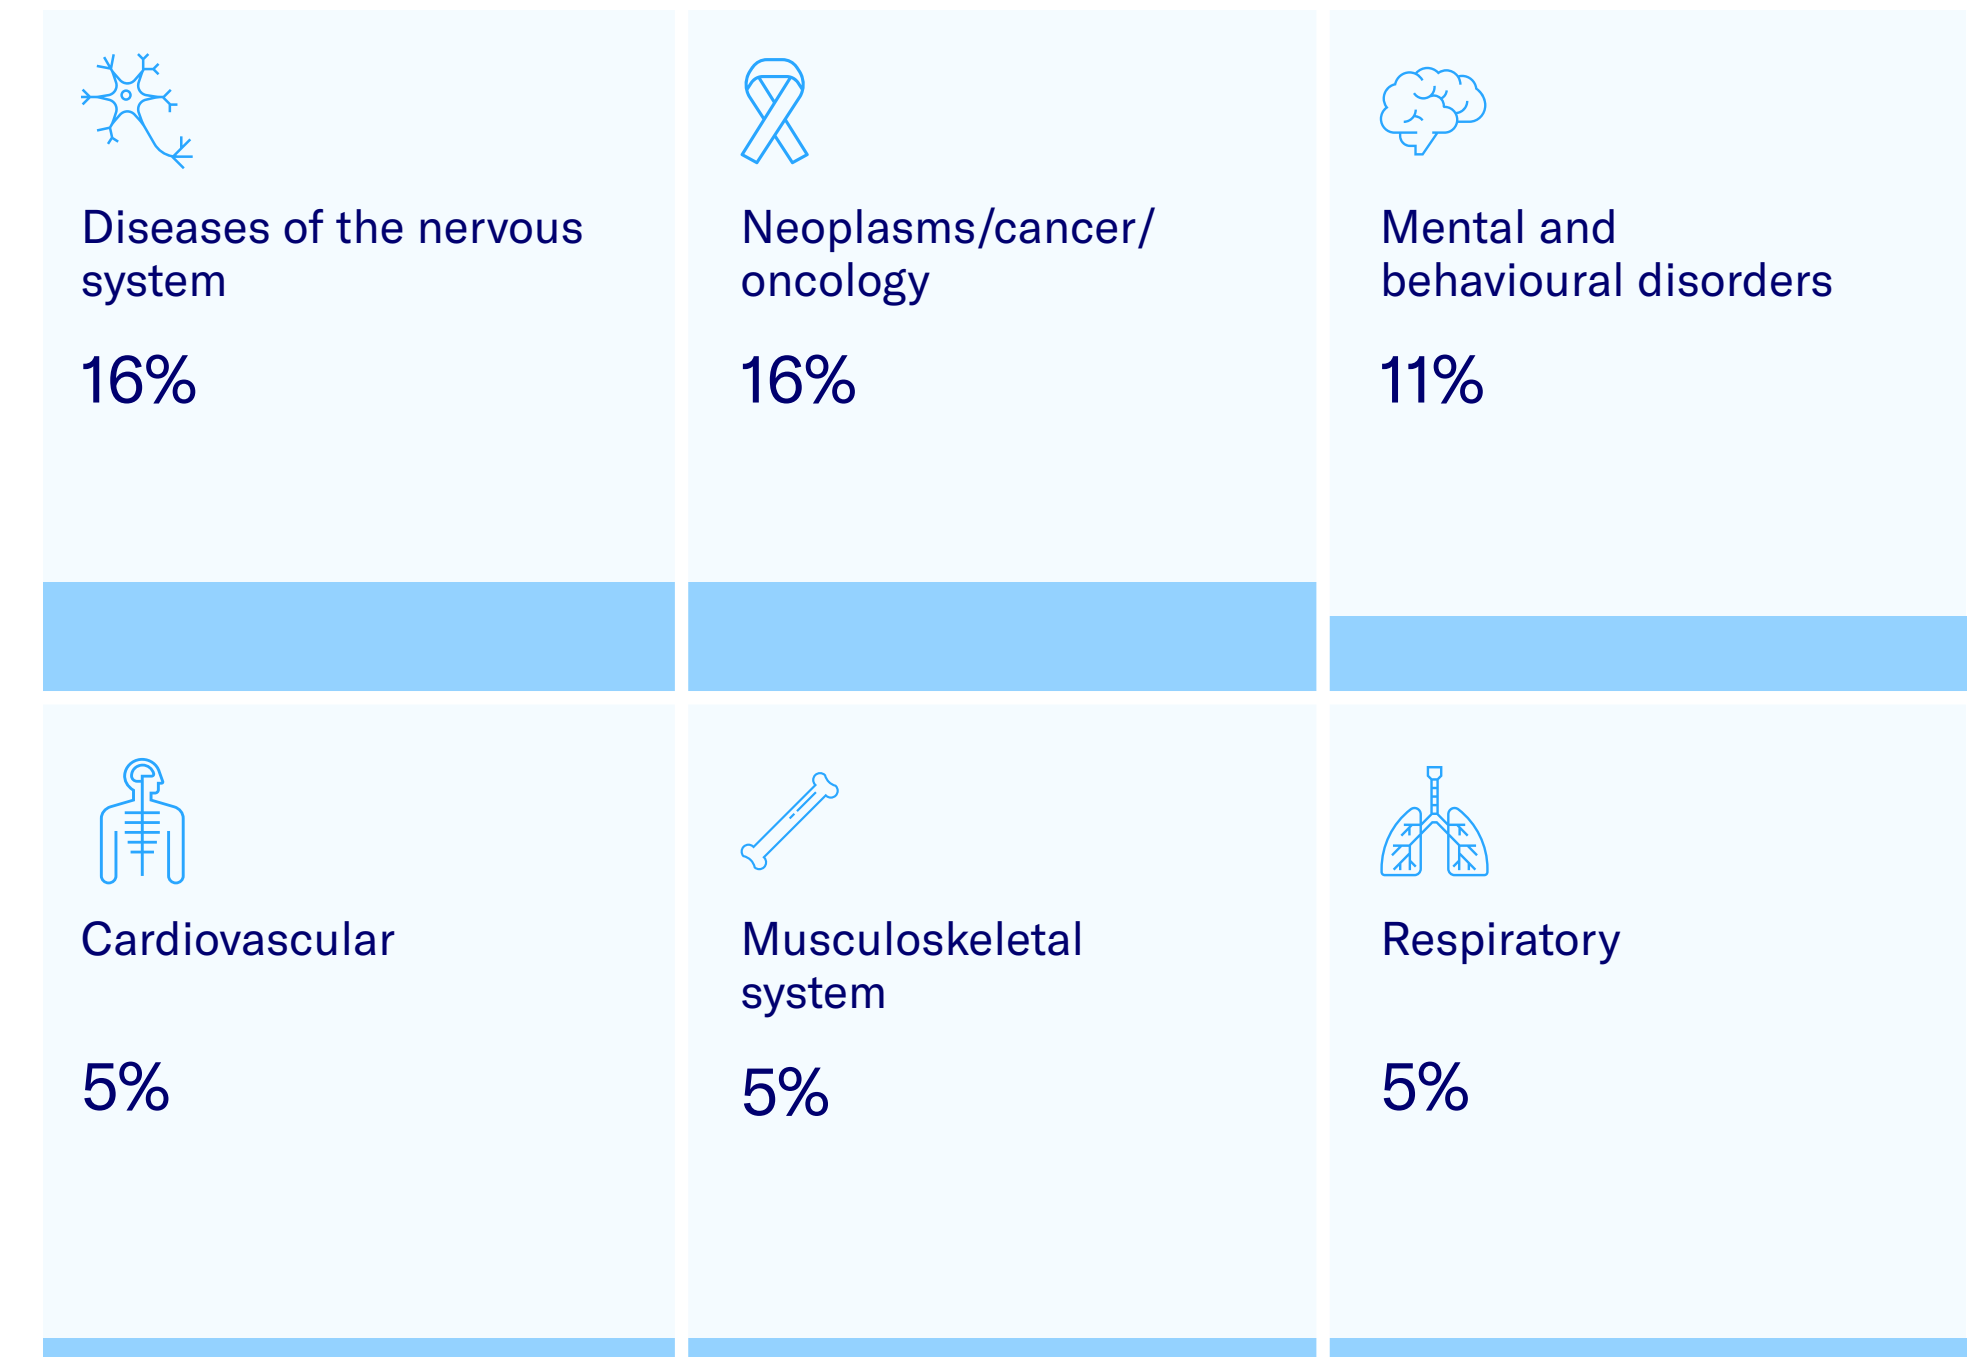 Diseases of the nervous
system
16%
Neoplasms/cancer/
oncology
16%
Mental and
behavioural disorders
11%
Cardiovascular
5%
Musculoskeletal
system
5%
Respiratory
5%